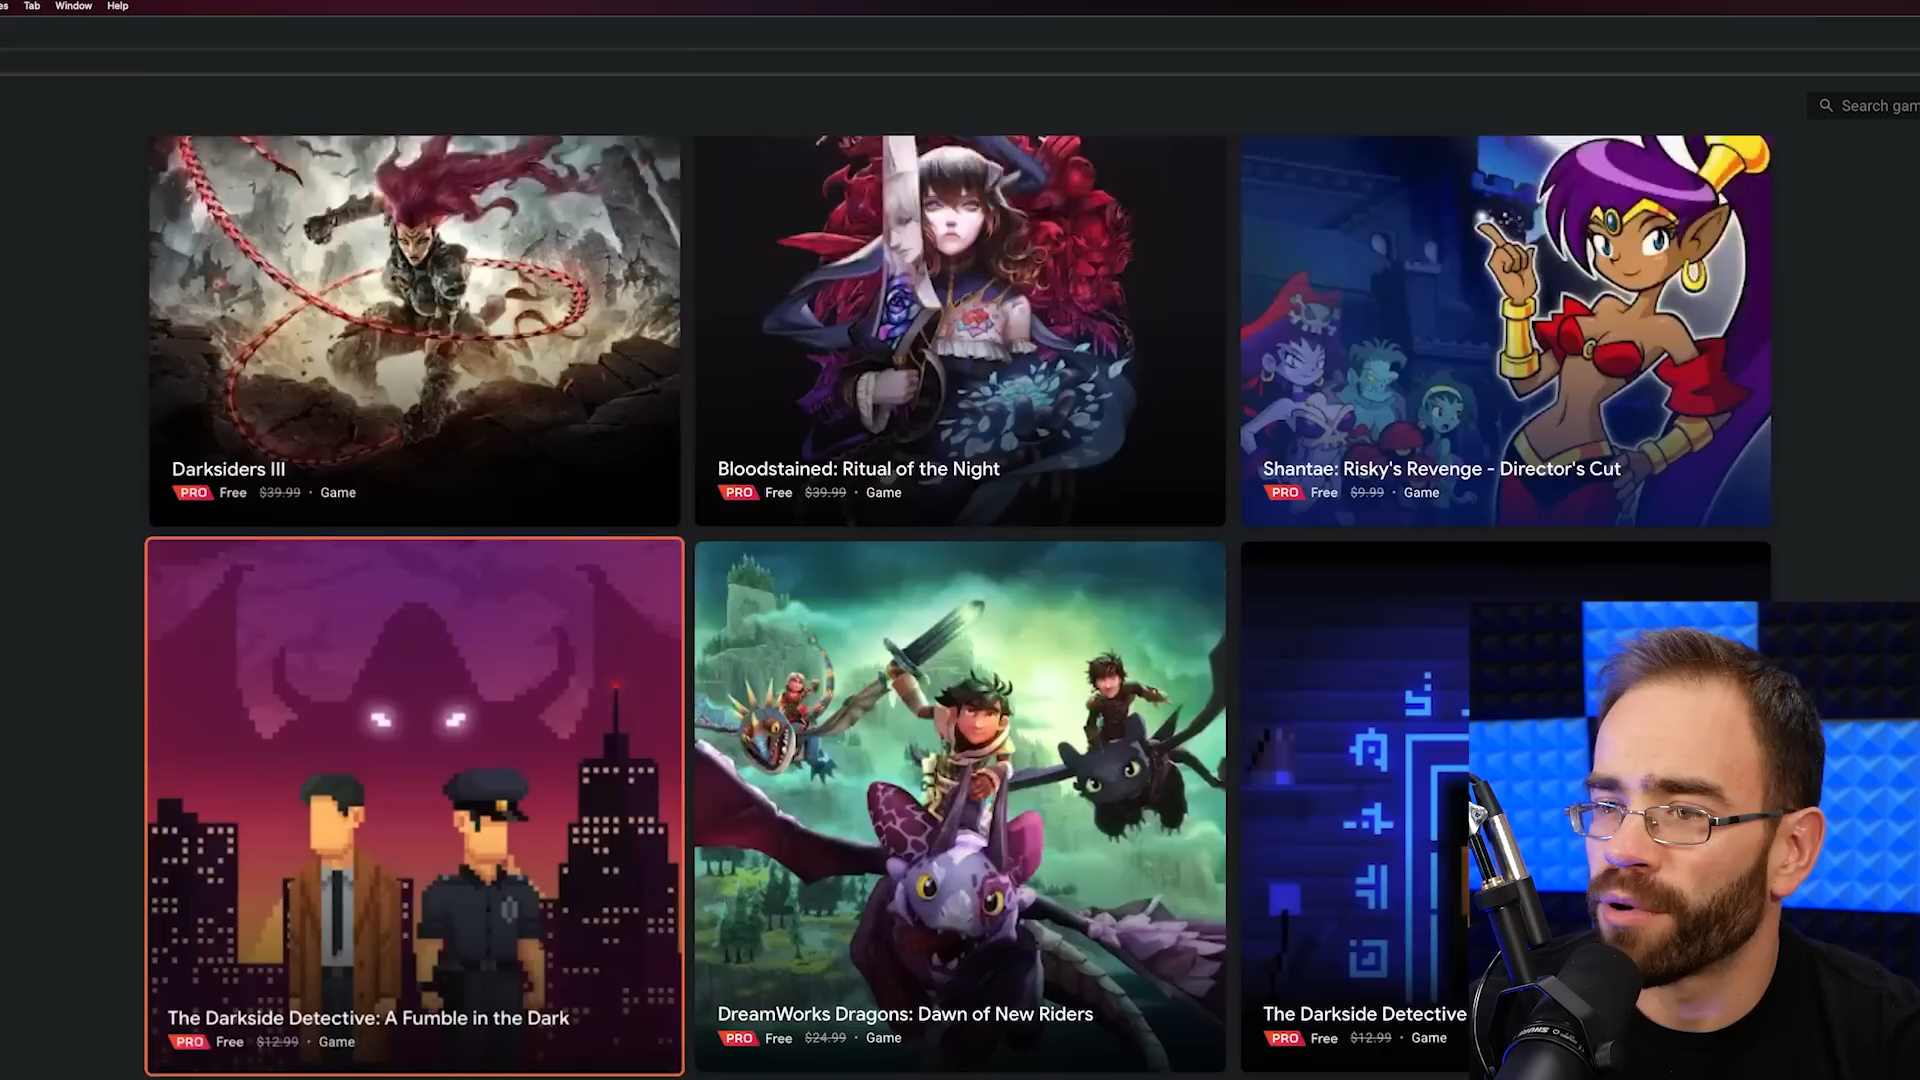 Tab Window Help
Search gam
Darksiders III
PRO Free $39.99 · Game
Bloodstained: Ritual of the Night
PRO Free $39.99 · Game
Shantae: Risky's Revenge - Director's Cut
PRO Free $9.99 · Game
The Darkside Detective: A Fumble in the Dark
PRO Free $12.99 · Game
DreamWorks Dragons: Dawn of New Riders
PRO Free $24.99 · Game
The Darkside Detective
PRO Free $12.99 · Game
SHURE